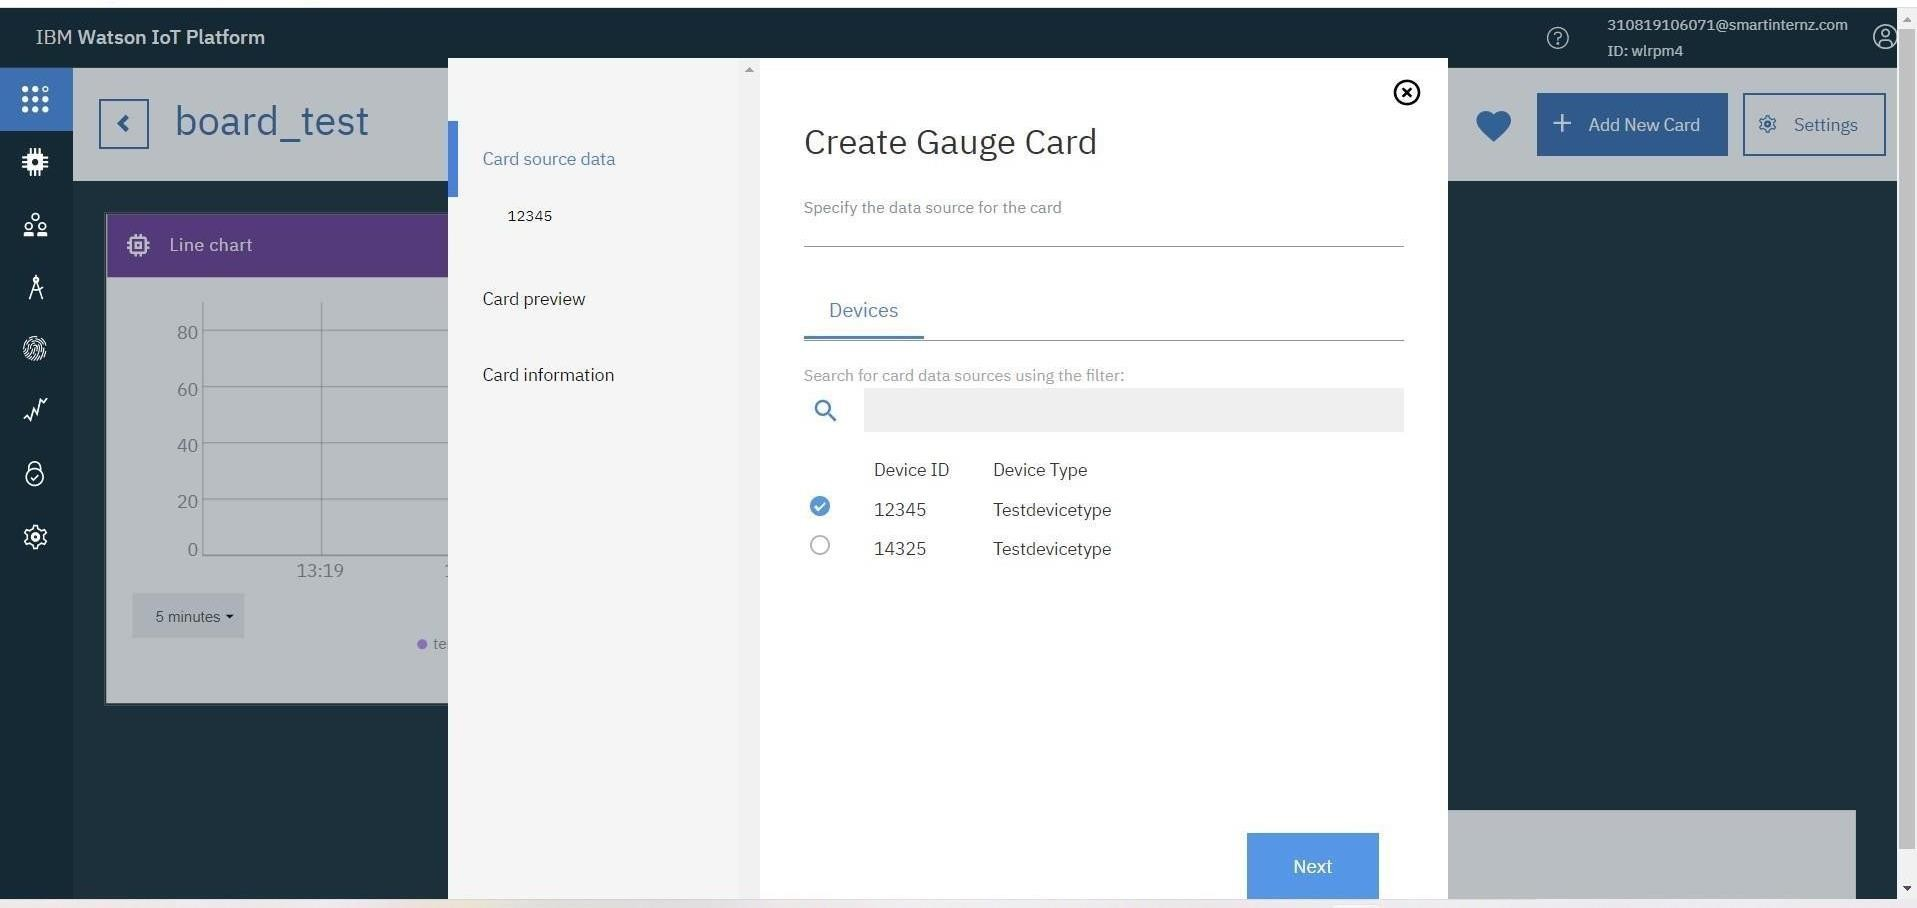 IBM Watson IoT Platform
310819106071@smartinternz.com
ID: wlrpm4
board_test
Add New Card
Settings
Line chart
80
60
40
20
0
13:19
5 minutes
Card source data
12345
Card preview
Card information
Create Gauge Card
Specify the data source for the card
Devices
Search for card data sources using the filter:
Device ID Device Type
12345 Testdevicetype
14325 Testdevicetype
Next